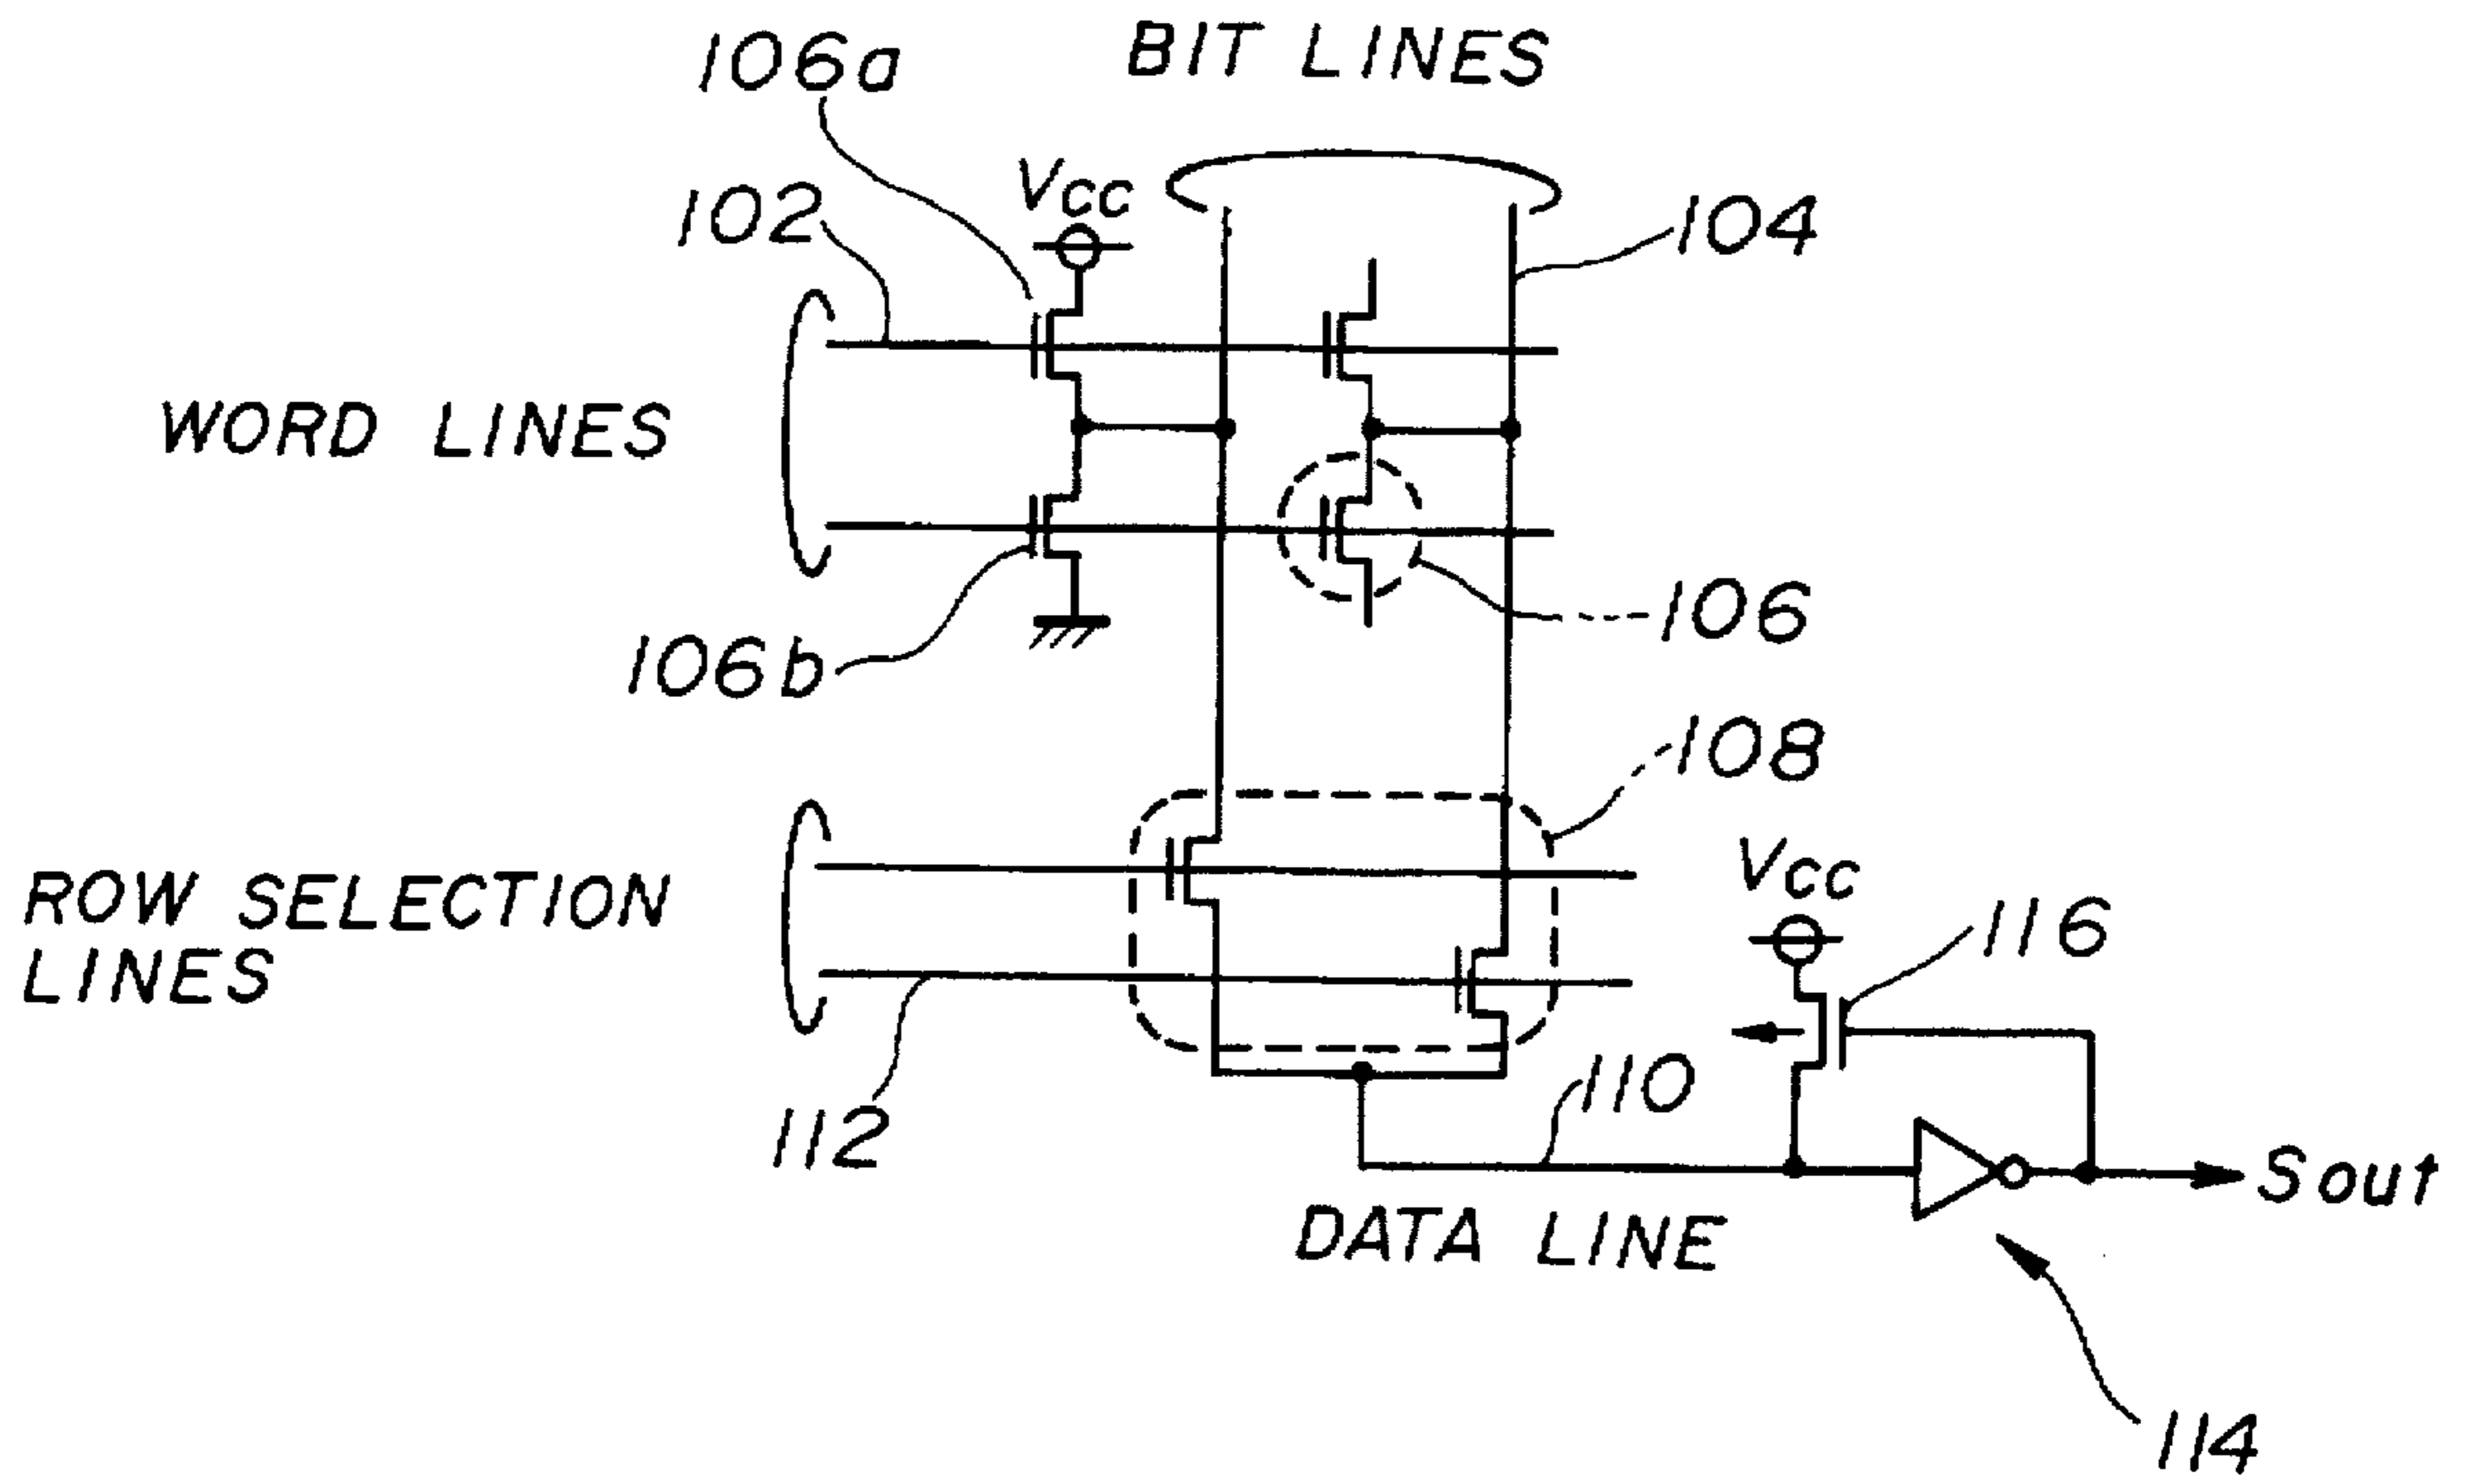 BIT LINES
106a
Vcc
102
104
WORD LINES
106
106b
108
ROW SELECTION
LINES
Vcc
116
110
112
Sout
DATA LINE
114